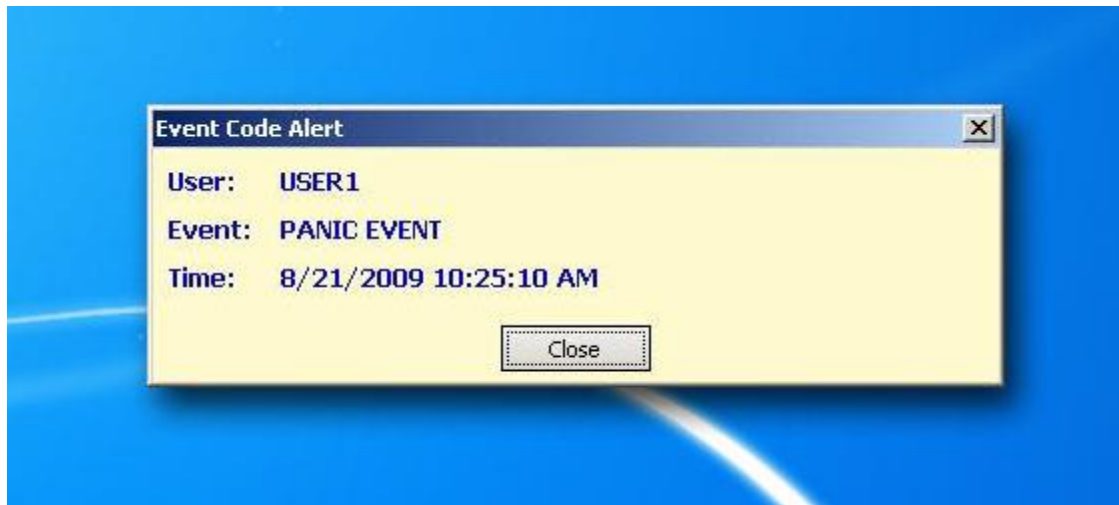 Event Code Alert
User: USER1
Event: PANIC EVENT
Time: 8/21/2009 10:25:10 AM
Close